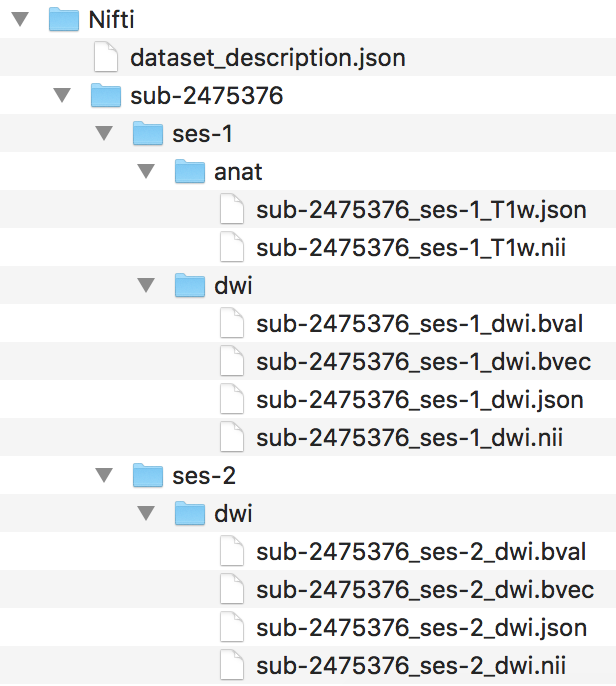 Nifti
dataset_description.json
sub-2475376
ses-1
anat
sub-2475376_ses-1_T1w.json
sub-2475376_ses-1_T1w.nii
dwi
sub-2475376_ses-1_dwi.bval
sub-2475376_ses-1_dwi.bvec
sub-2475376_ses-1_dwi.json
sub-2475376_ses-1_dwi.nii
ses-2
dwi
sub-2475376_ses-2_dwi.bval
sub-2475376_ses-2_dwi.bvec
sub-2475376_ses-2_dwi.json
sub-2475376_ses-2_dwi.nii